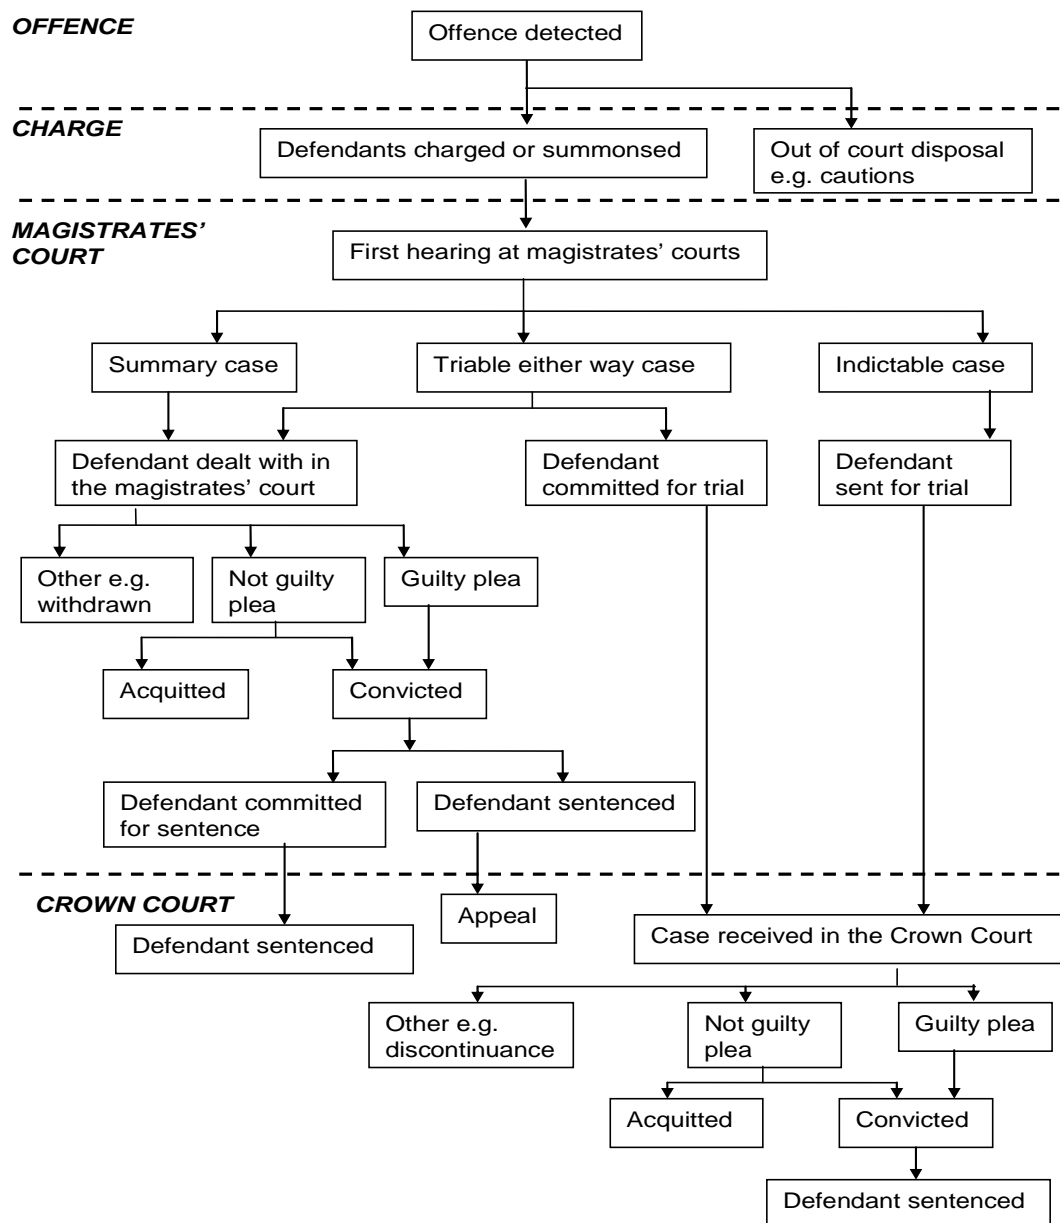 OFFENCE
Offence detected
CHARGE
Defendants charged or summonsed
Out of court disposal
e.g. cautions
MAGISTRATES’
COURT
First hearing at magistrates’ courts
Summary case
Triable either way case
Indictable case
Defendant dealt with in
the magistrates’ court
Defendant
committed for trial
Defendant
sent for trial
Other e.g.
withdrawn
Not guilty
plea
Guilty plea
Acquitted
Convicted
Defendant committed
for sentence
Defendant sentenced
CROWN COURT
Appeal
Defendant sentenced
Case received in the Crown Court
Other e.g.
discontinuance
Not guilty
plea
Guilty plea
Acquitted
Convicted
Defendant sentenced